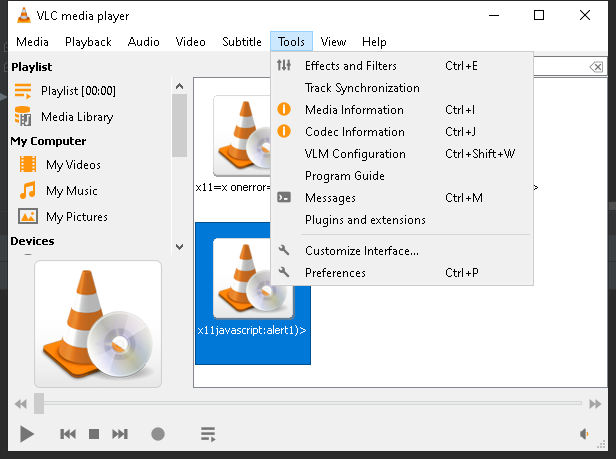 VLC media player
Media Playback Audio Video Subtitle Tools View Help
Playlist
Playlist [00:00]
Media Library
My Computer
My Videos
My Music
My Pictures
Devices
Effects and Filters Ctrl+E
Track Synchronization
Media Information Ctrl+I
Codec Information Ctrl+J
VLM Configuration Ctrl+Shift+W
Program Guide
Messages Ctrl+M
Plugins and extensions
Customize Interface...
Preferences Ctrl+P
x11=x onerror= >
x11javascript:alert1)>